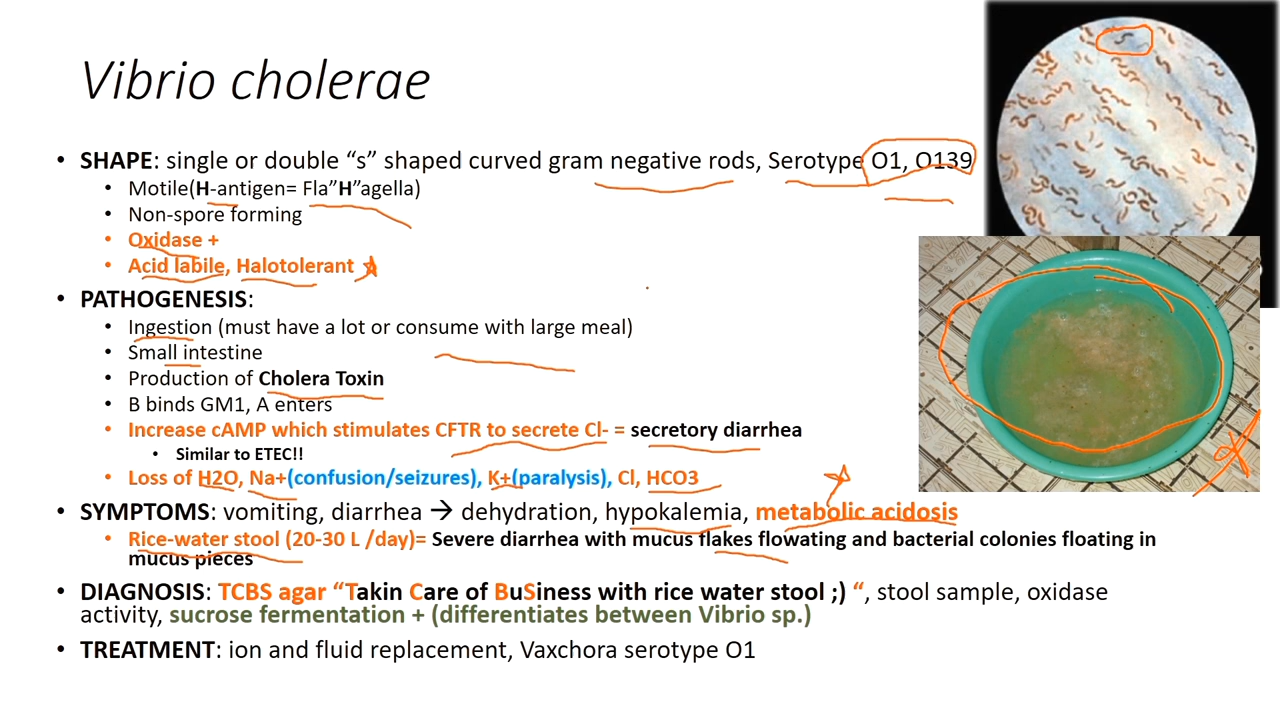 Vibrio cholerae
• SHAPE: single or double “s” shaped curved gram negative rods, Serotype O1, O139
• Motile(H-antigen= Fla”H”agella)
• Non-spore forming
• Oxidase +
• Acid labile, Halotolerant
• PATHOGENESIS:
• Ingestion (must have a lot or consume with large meal)
• Small intestine
• Production of Cholera Toxin
• B binds GM1, A enters
• Increase cAMP which stimulates CFTR to secrete Cl- = secretory diarrhea
• Similar to ETEC!!
• Loss of H2O, Na+(confusion/seizures), K+(paralysis), Cl, HCO3
• SYMPTOMS: vomiting, diarrhea → dehydration, hypokalemia, metabolic acidosis
• Rice-water stool (20-30 L /day)= Severe diarrhea with mucus flakes flowating and bacterial colonies floating in
mucus pieces
• DIAGNOSIS: TCBS agar “Takin Care of BuSiness with rice water stool ;) “, stool sample, oxidase
activity, sucrose fermentation + (differentiates between Vibrio sp.)
• TREATMENT: ion and fluid replacement, Vaxchora serotype O1